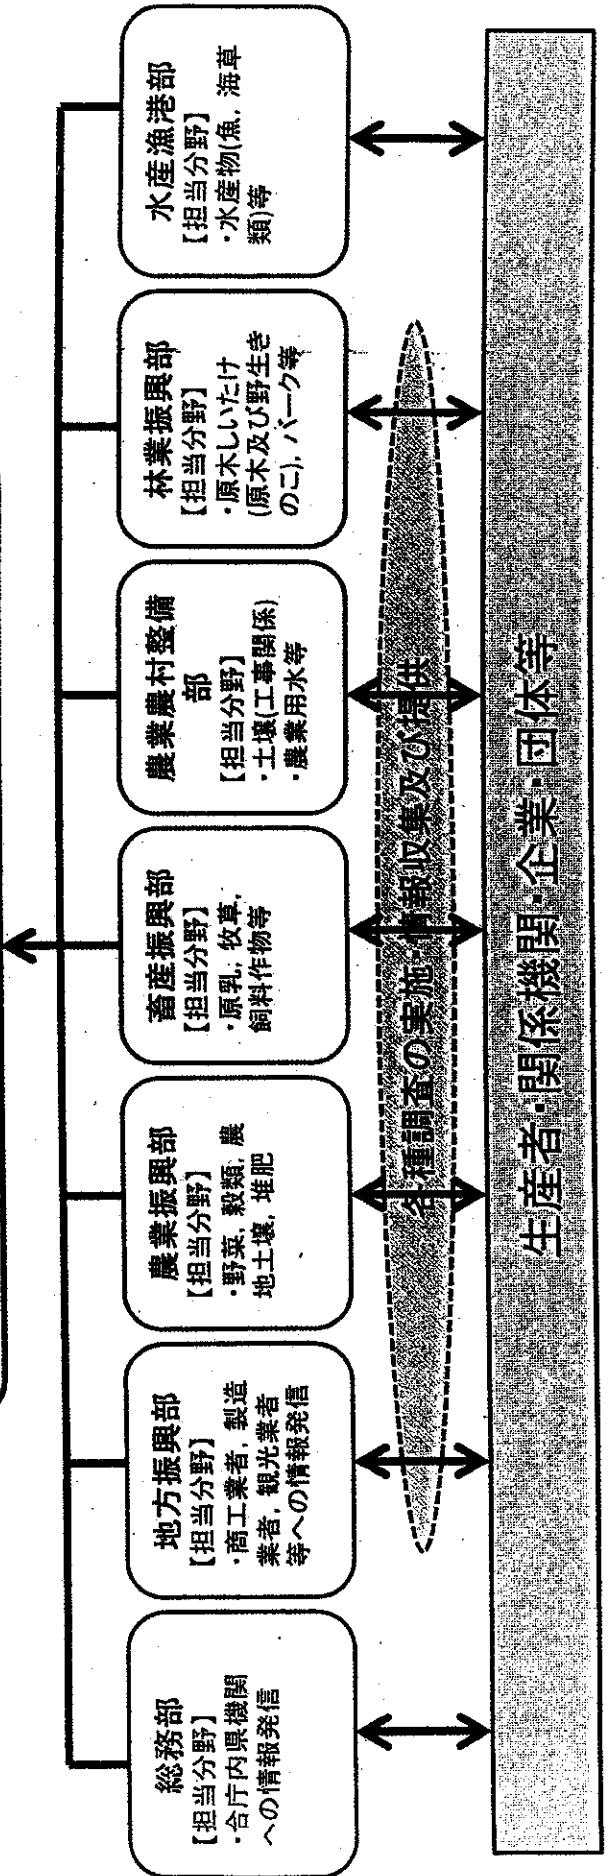 総務部
【担当分野】
・合庁内県機関
への情報発信
地方振興部
【担当分野】
・商工業者，製造
業者，観光業者
等への情報発信
農業振興部
【担当分野】
・野菜，穀類，農
地土壌，堆肥
畜産振興部
【担当分野】
・原乳，牧草，
飼料作物等
農業農村整備
部
【担当分野】
・土壌(工事関係)
・農業用水等
林業振興部
【担当分野】
・原木しいたけ
(原木及び野生き
のこ)，バーク等
水産漁港部
【担当分野】
・水産物(魚，海草
類)等
各種調査の実施・情報収集及び提供
生産者・関係機関・企業・団体等